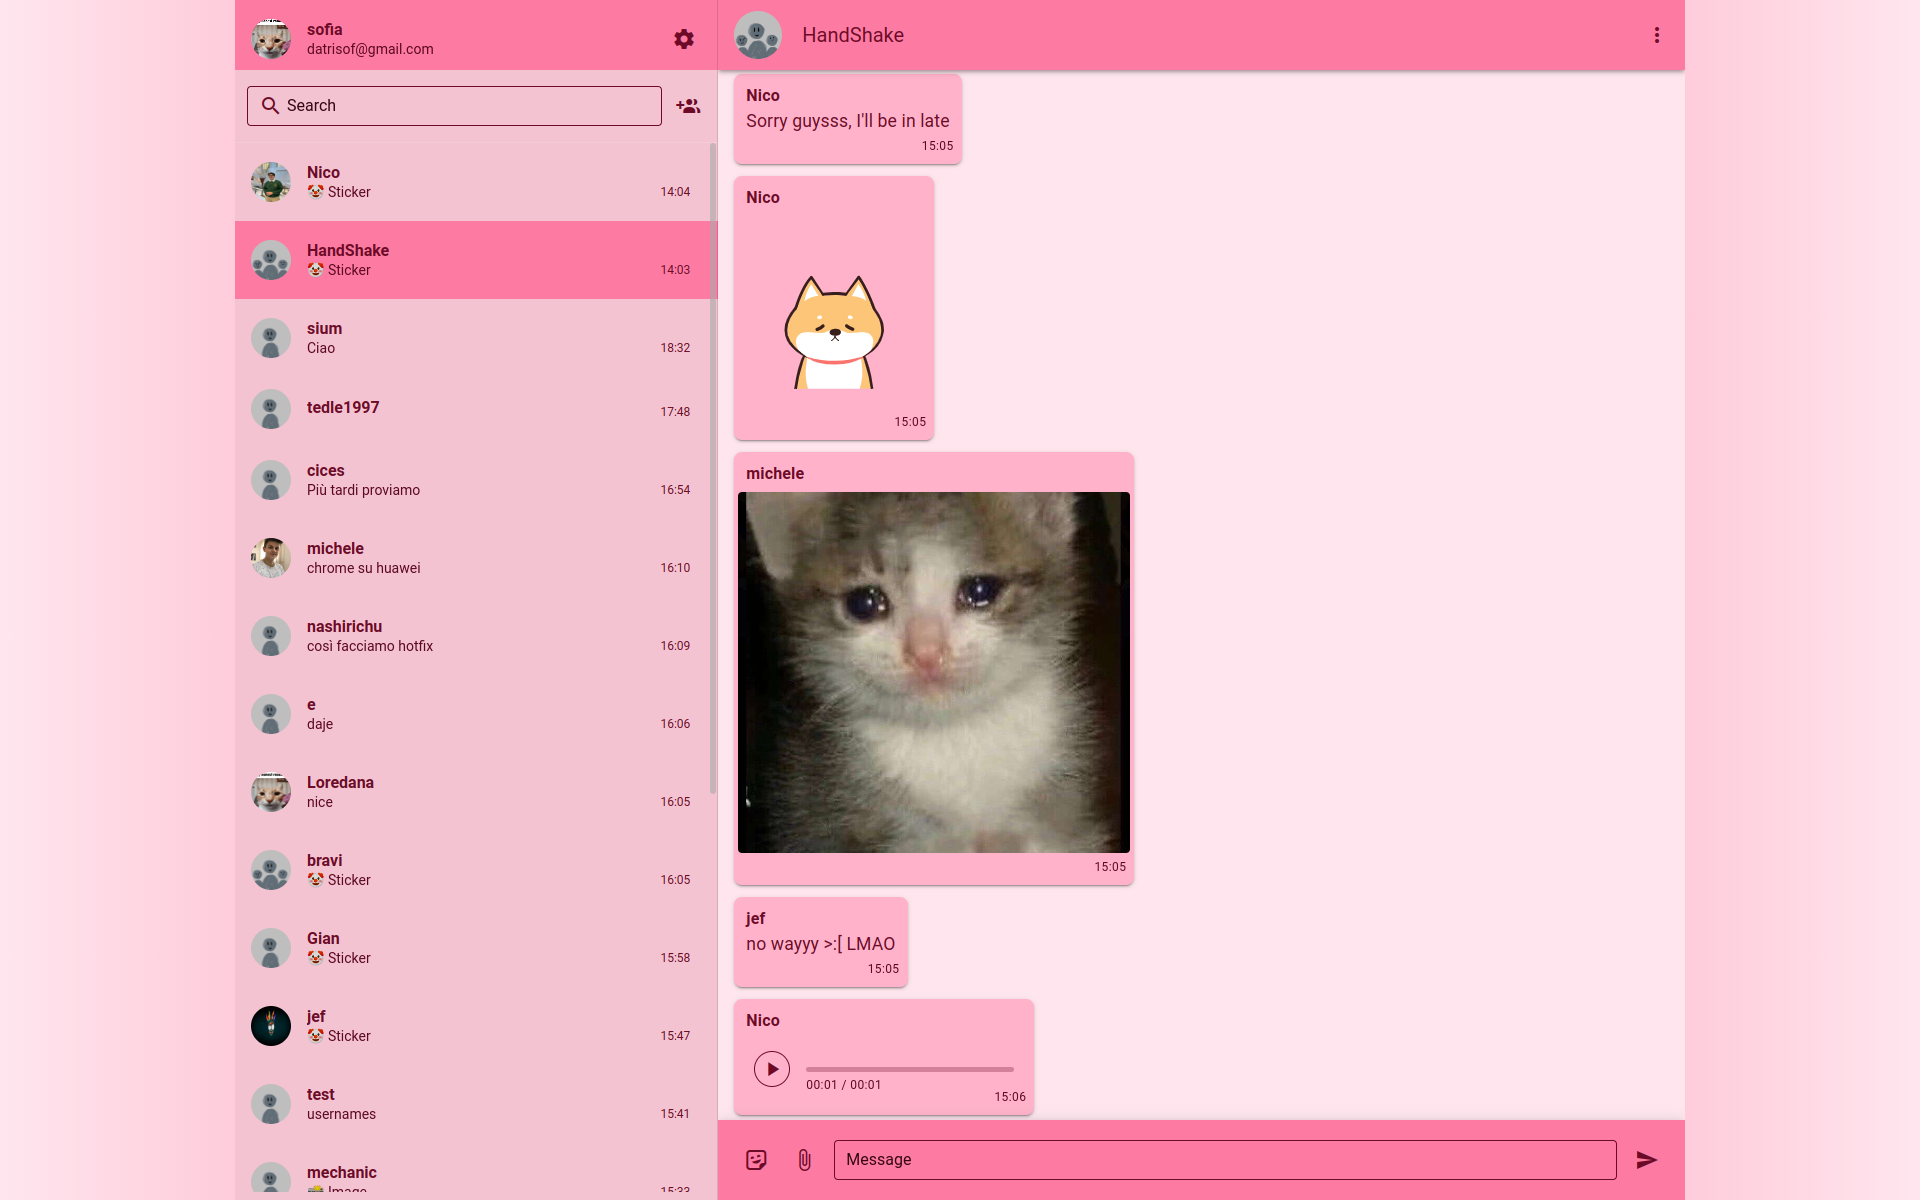 sofia
datrisof@gmail.com
Search
Nico
🤡 Sticker
14:04
HandShake
🤡 Sticker
14:03
sium
Ciao
18:32
tedle1997
17:48
cices
Più tardi proviamo
16:54
michele
chrome su huawei
16:10
nashirichu
così facciamo hotfix
16:09
e
daje
16:06
Loredana
nice
16:05
bravi
🤡 Sticker
16:05
Gian
🤡 Sticker
15:58
jef
🤡 Sticker
15:47
test
usernames
15:41
mechanic
📸 Image
15:33
HandShake
Nico
Sorry guysss, I'll be in late
15:05
Nico
15:05
michele
15:05
jef
no wayyy >:[ LMAO
15:05
Nico
00:01 / 00:01
15:06
Message